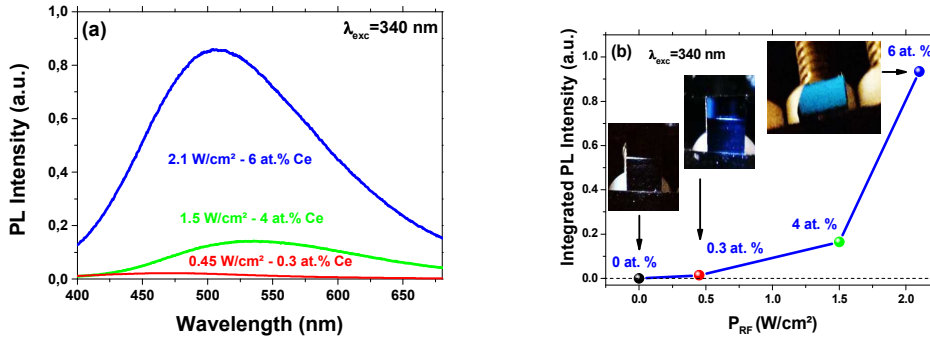 (a)
λexc=340 nm
PL Intensity (a.u.)
1,0
0,8
0,6
0,4
0,2
0,0
2.1 W/cm² - 6 at.% Ce
1.5 W/cm² - 4 at.% Ce
0.45 W/cm² - 0.3 at.% Ce
400 450 500 550 600 650
Wavelength (nm)
(b)
λexc=340 nm
6 at. %
Integrated PL Intensity (a.u.)
1.0
0.8
0.6
0.4
0.2
0.0
0 at. %
0.3 at. %
4 at. %
0.0 0.5 1.0 1.5 2.0
PRF (W/cm²)